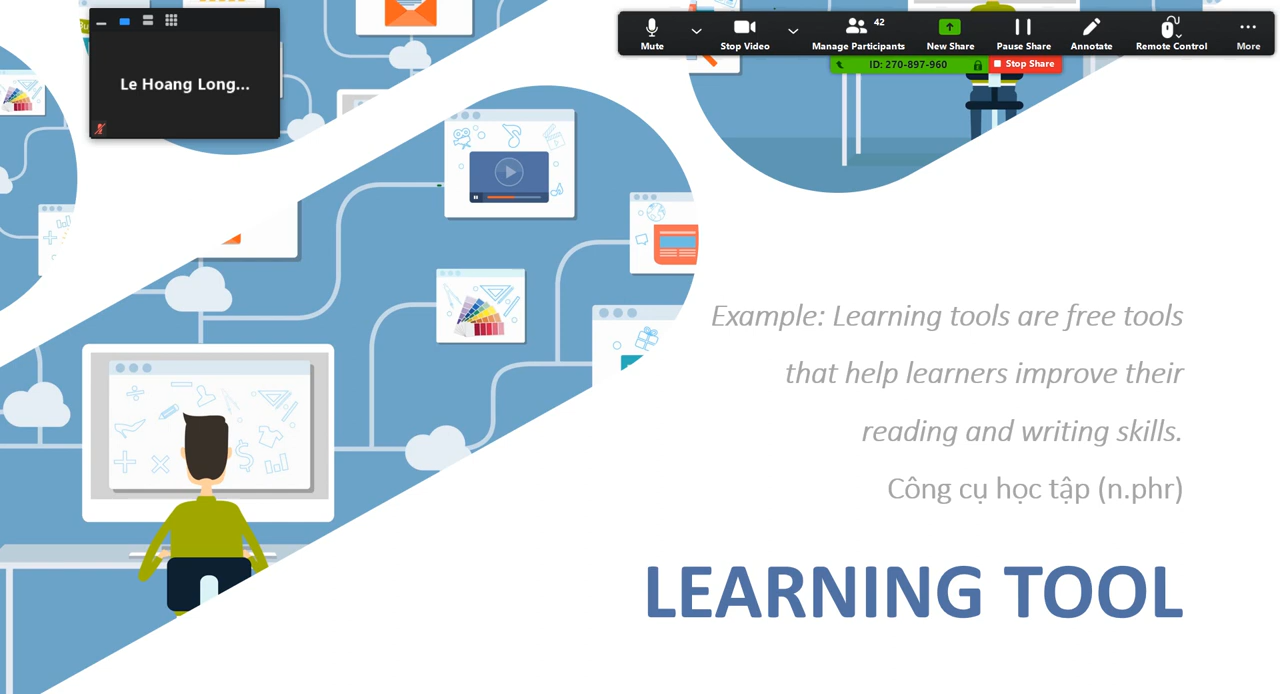 Le Hoang Long...
Mute
Stop Video
Manage Participants
42
New Share
Pause Share
Annotate
Remote Control
More
ID: 270-897-960
Stop Share
Example: Learning tools are free tools
that help learners improve their
reading and writing skills.
Công cụ học tập (n.phr)
LEARNING TOOL